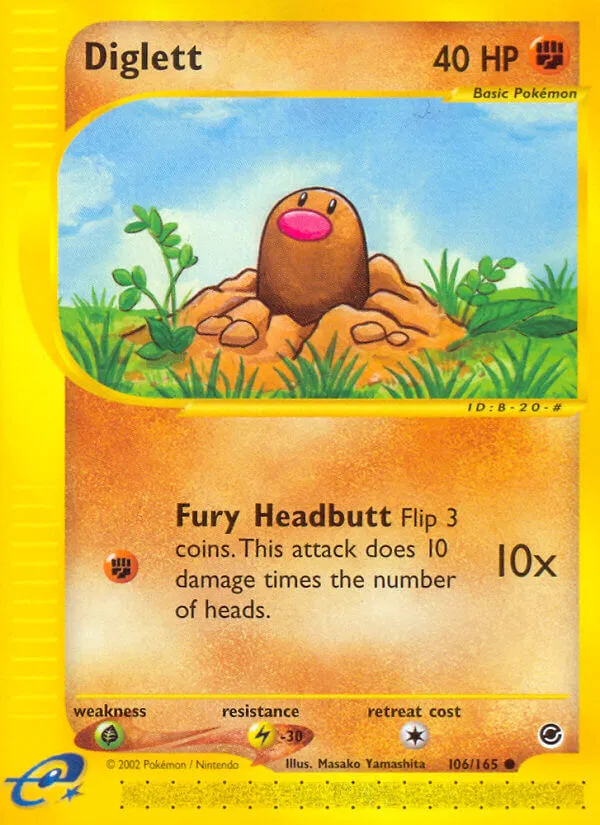 Diglett 40 HP
Basic Pokémon
ID:B-20-#
Fury Headbutt Flip 3
coins. This attack does 10
damage times the number
of heads.
10x
weakness resistance retreat cost
-30
© 2002 Pokémon / Nintendo Illus. Masako Yamashita 106/165
e